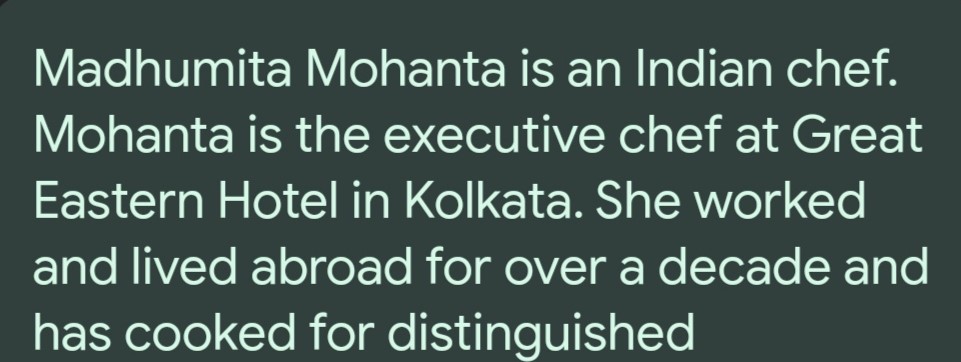 Madhumita Mohanta is an Indian chef.
Mohanta is the executive chef at Great
Eastern Hotel in Kolkata. She worked
and lived abroad for over a decade and
has cooked for distinguished